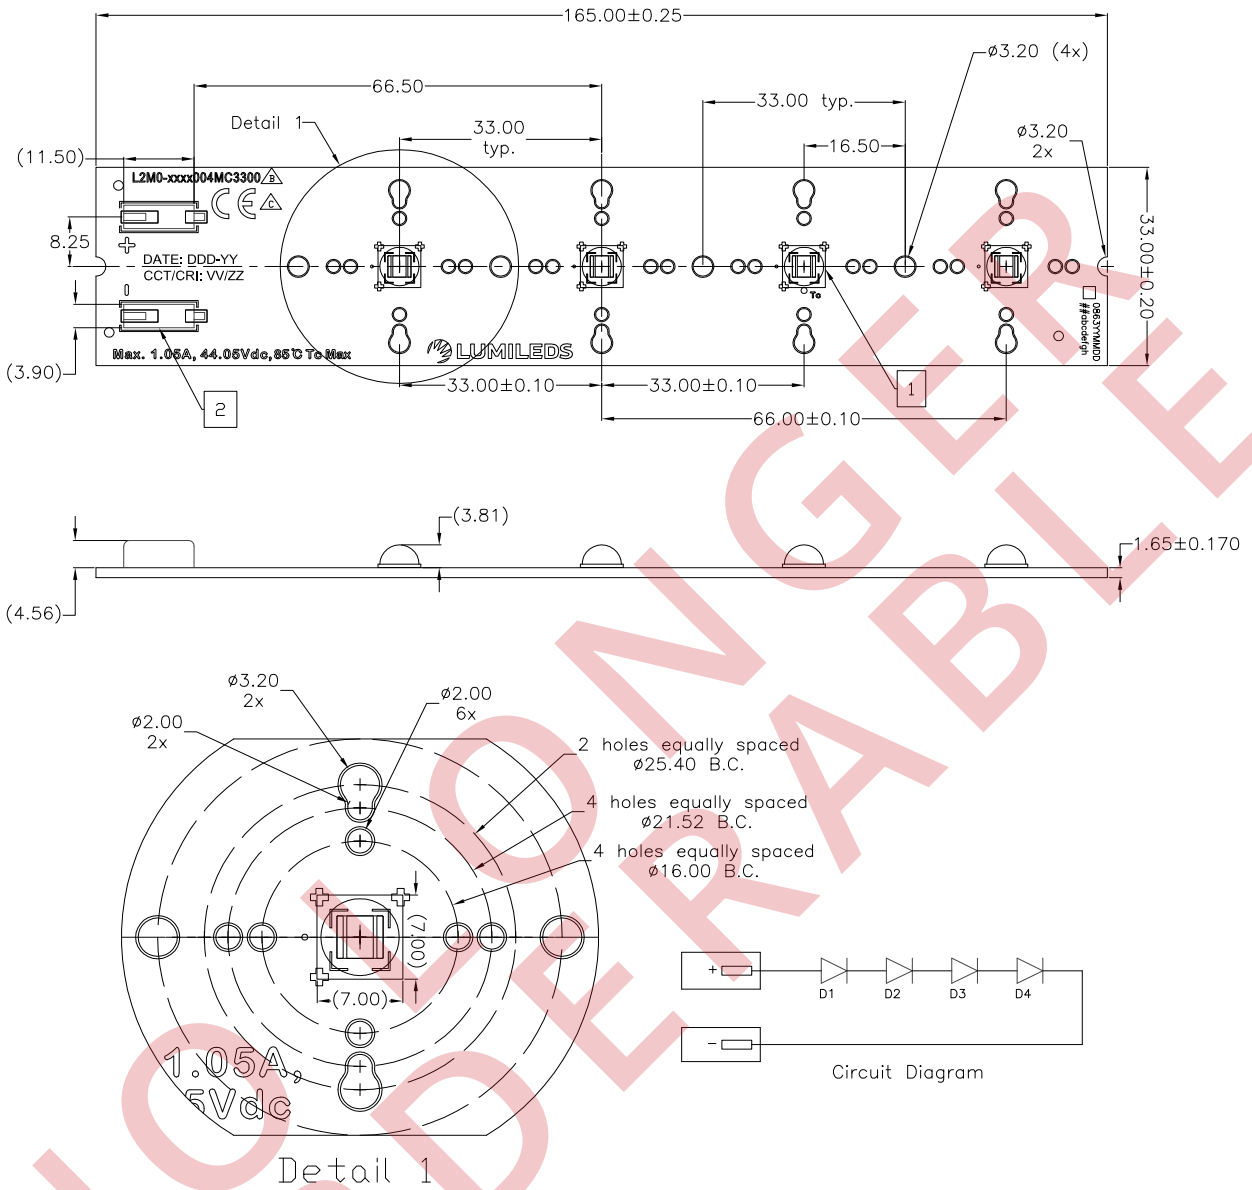 165.00±0.25
ø3.20 (4x)
66.50
33.00 typ.
Detail 1
33.00
typ.
ø3.20
2x
(11.50)
16.50
L2M0-xxxx004MC3300 B
C E C
8.25
+
DATE: DDD-YY
CCT/CRI: VV/ZZ
33.00±0.20
-
Tc
0863YYMMDD
##abcdefgh
Max. 1.05A, 44.05Vdc, 85℃ Tc Max
LUMILEDS
(3.90)
33.00±0.10
33.00±0.10
1
2
66.00±0.10
(3.81)
1.65±0.170
(4.56)
ø3.20
2x
ø2.00
6x
ø2.00
2x
2 holes equally spaced
ø25.40 B.C.
4 holes equally spaced
ø21.52 B.C.
4 holes equally spaced
ø16.00 B.C.
(7.00)
(7.00)
+
D1 D2 D3 D4
-
Circuit Diagram
1.05A,
5Vdc
Detail 1
NO LONGER
ORDERABLE